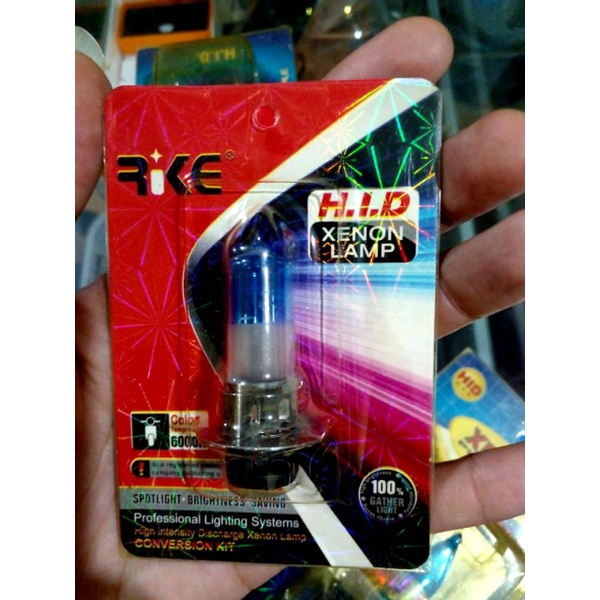 H.I.D
RIKE®
H.I.D
XENON
LAMP
HID
Color
6000
SPOTLIGHT·BRIGHTNESS·SAVING
100%
GATHER
LIGHT
Professional Lighting Systems
High Intensity Discharge Xenon Lamp
CONVERSION KIT